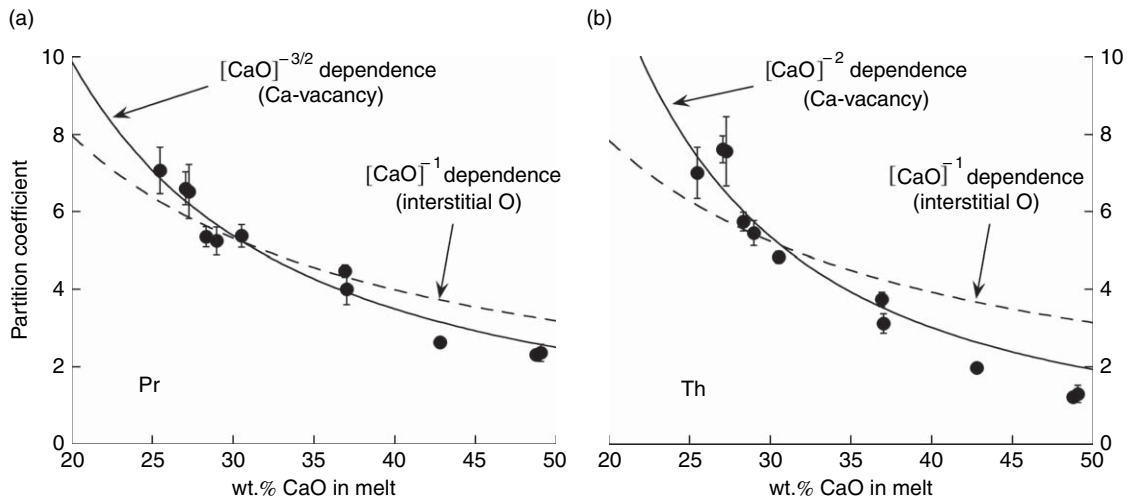 (a)
10
8
6
4
2
0
Partition coefficient
[CaO]⁻³ᐟ² dependence
(Ca-vacancy)
[CaO]⁻¹ dependence
(interstitial O)
Pr
20 25 30 35 40 45 50
wt.% CaO in melt
(b)
[CaO]⁻² dependence
(Ca-vacancy)
[CaO]⁻¹ dependence
(interstitial O)
Th
10
8
6
4
2
0
20 25 30 35 40 45 50
wt.% CaO in melt